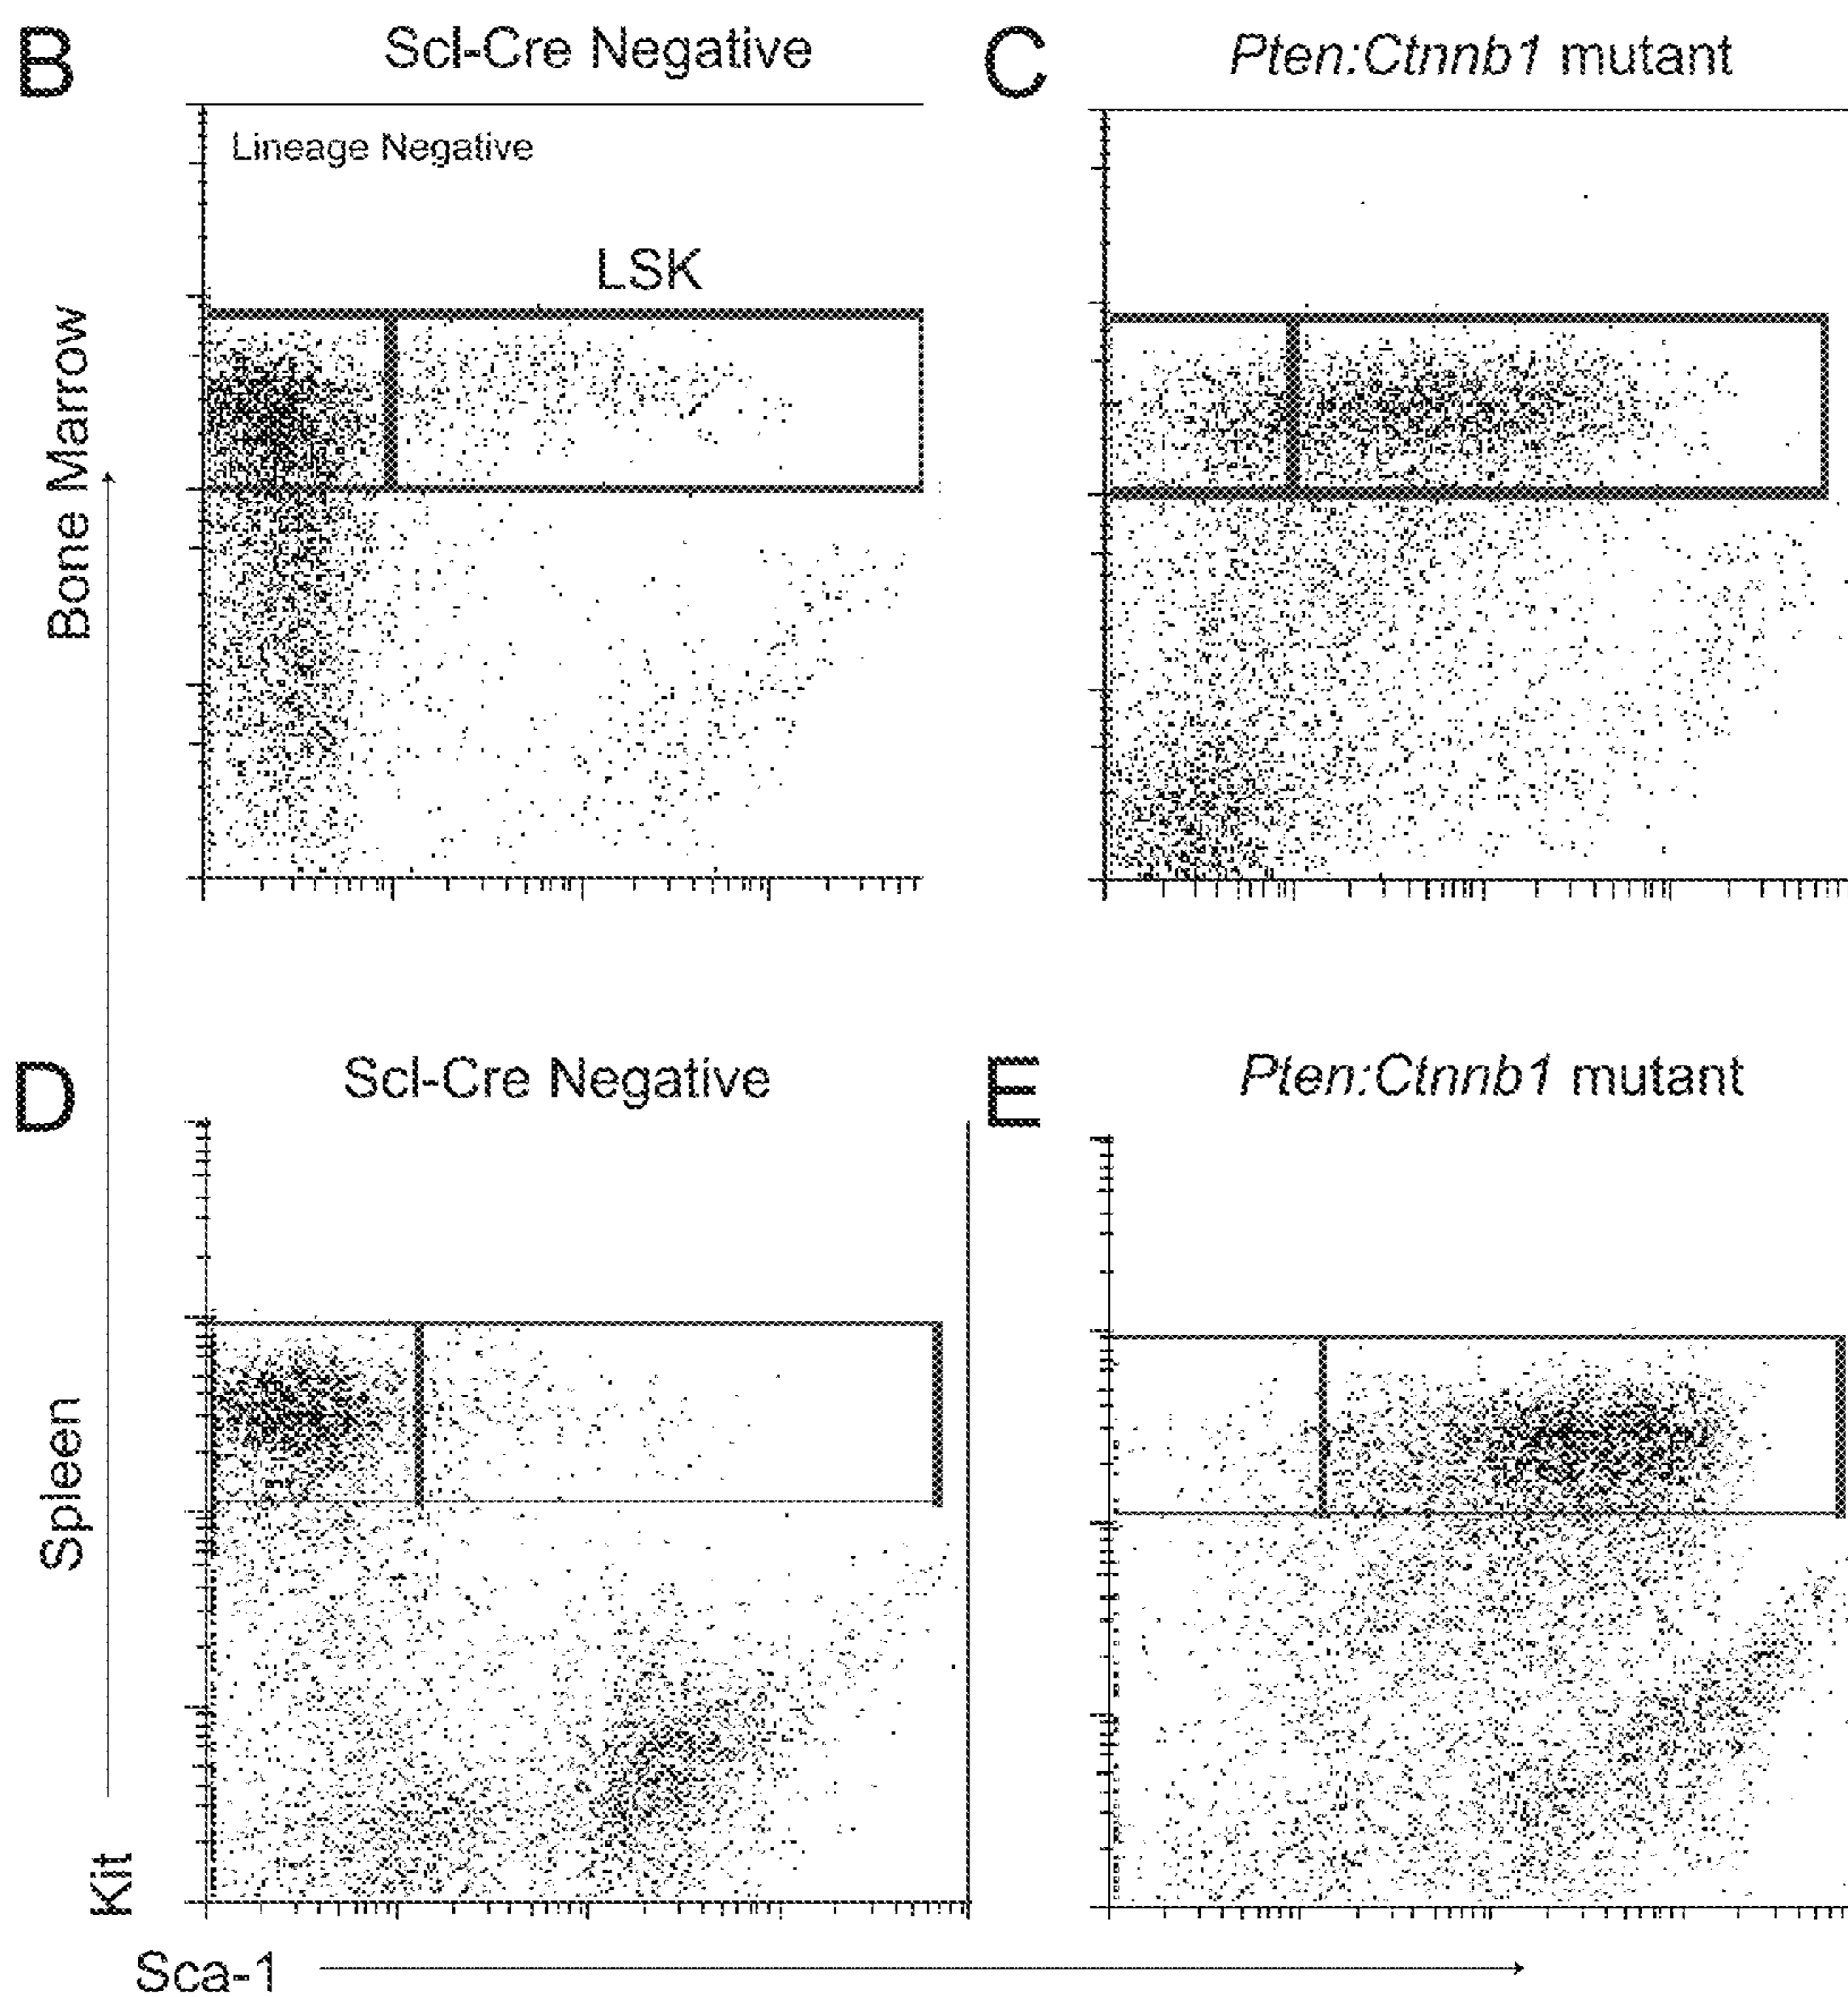 B
Scl-Cre Negative
C
Pten:Ctnnb1 mutant
Lineage Negative
LSK
Bone Marrow
D
Scl-Cre Negative
E
Pten:Ctnnb1 mutant
Spleen
Kit
Sca-1